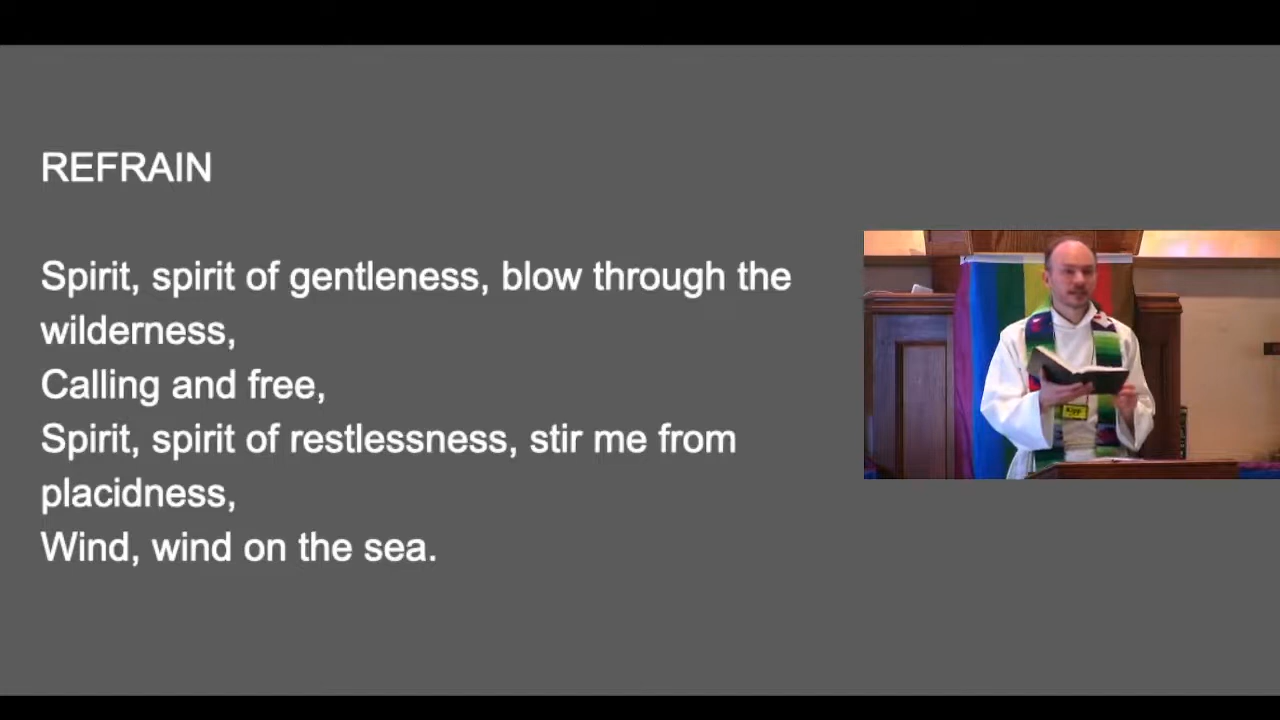 REFRAIN
Spirit, spirit of gentleness, blow through the
wilderness,
Calling and free,
Spirit, spirit of restlessness, stir me from
placidness,
Wind, wind on the sea.